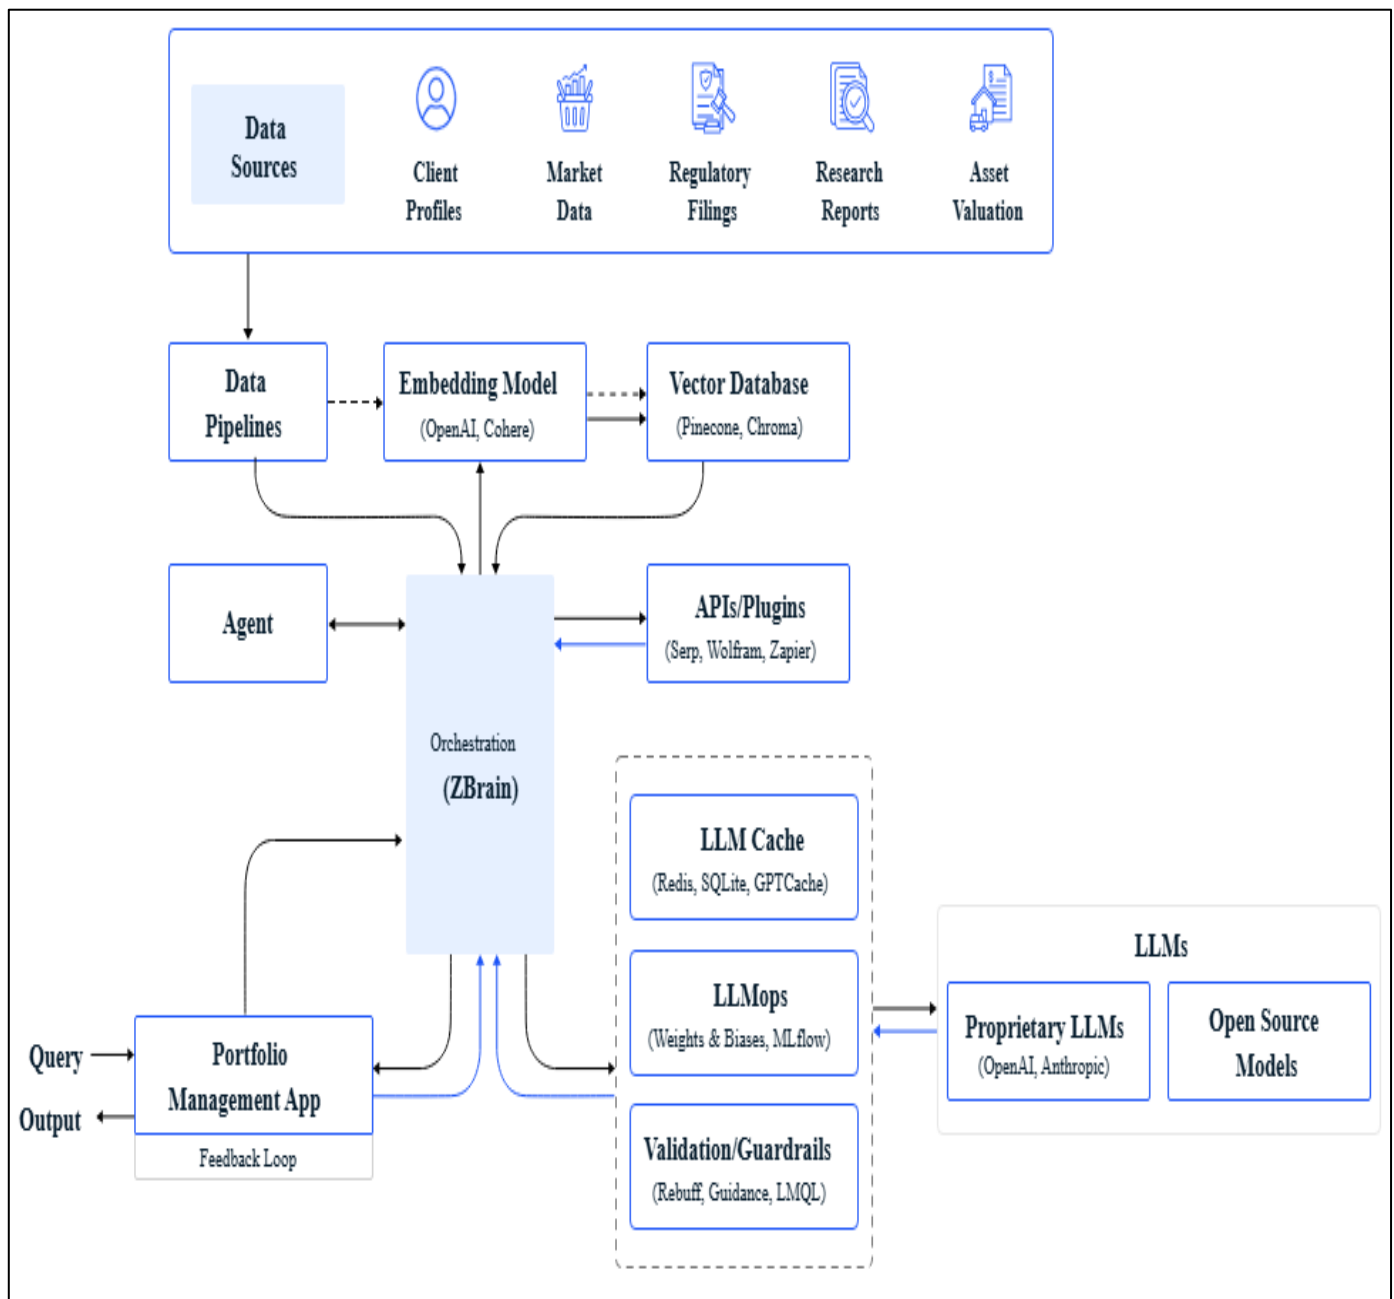 Data
Sources
Client
Profiles
Market
Data
Regulatory
Filings
Research
Reports
Asset
Valuation
Data
Pipelines
Embedding Model
(OpenAI, Cohere)
Vector Database
(Pinecone, Chroma)
Agent
APIs/Plugins
(Serp, Wolfram, Zapier)
Orchestration
(ZBrain)
LLM Cache
(Redis, SQLite, GPTCache)
LLMops
(Weights & Biases, MLflow)
Validation/Guardrails
(Rebuff, Guidance, LMQL)
LLMs
Proprietary LLMs
(OpenAI, Anthropic)
Open Source
Models
Query
Output
Portfolio
Management App
Feedback Loop